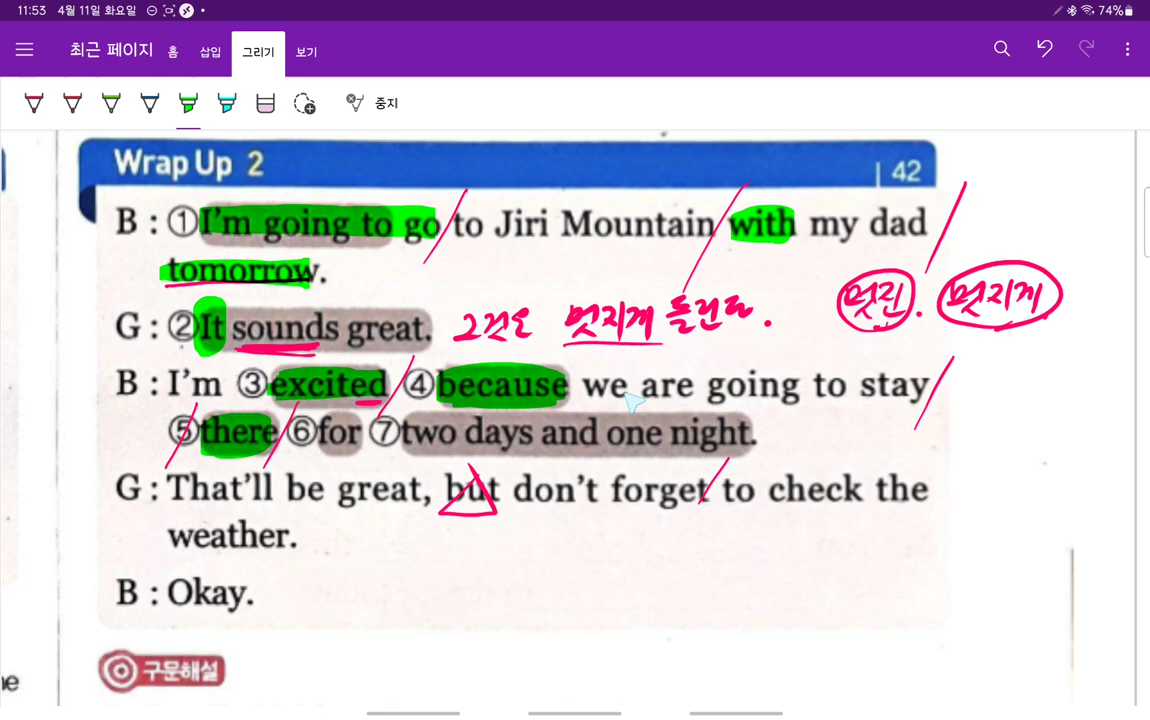 11:53 4월 11일 화요일 74%
최근 페이지 홈 삽입 그리기 보기
중지
Wrap Up 2 42
B : ①I'm going to go to Jiri Mountain with my dad
tomorrow.
멋진. 멋지게
G : ②It sounds great. 그것은 멋지게 들린다.
B : I'm ③excited ④because we are going to stay
⑤there ⑥for ⑦two days and one night.
G : That'll be great, but don't forget to check the
weather.
B : Okay.
구문해설